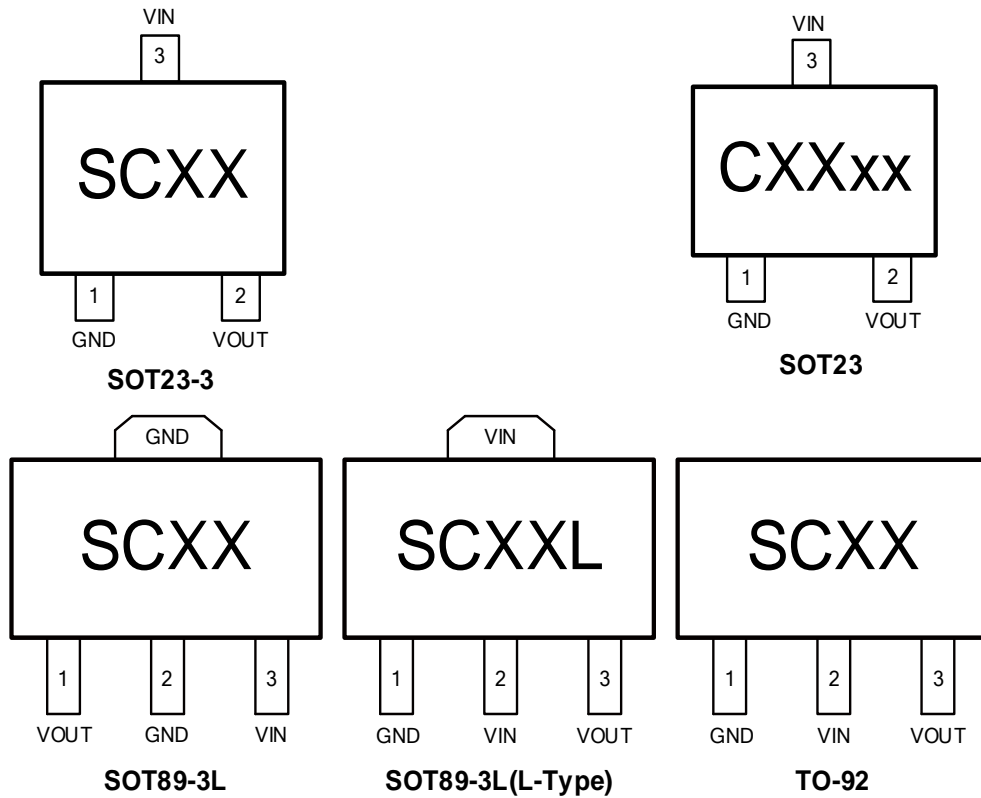 VIN
3
SCXX
1
2
GND
VOUT
SOT23-3
VIN
3
CXXxx
1
2
GND
VOUT
SOT23
GND
SCXX
1
2
3
VOUT
GND
VIN
SOT89-3L
VIN
SCXXL
1
2
3
GND
VIN
VOUT
SOT89-3L(L-Type)
SCXX
1
2
3
GND
VIN
VOUT
TO-92